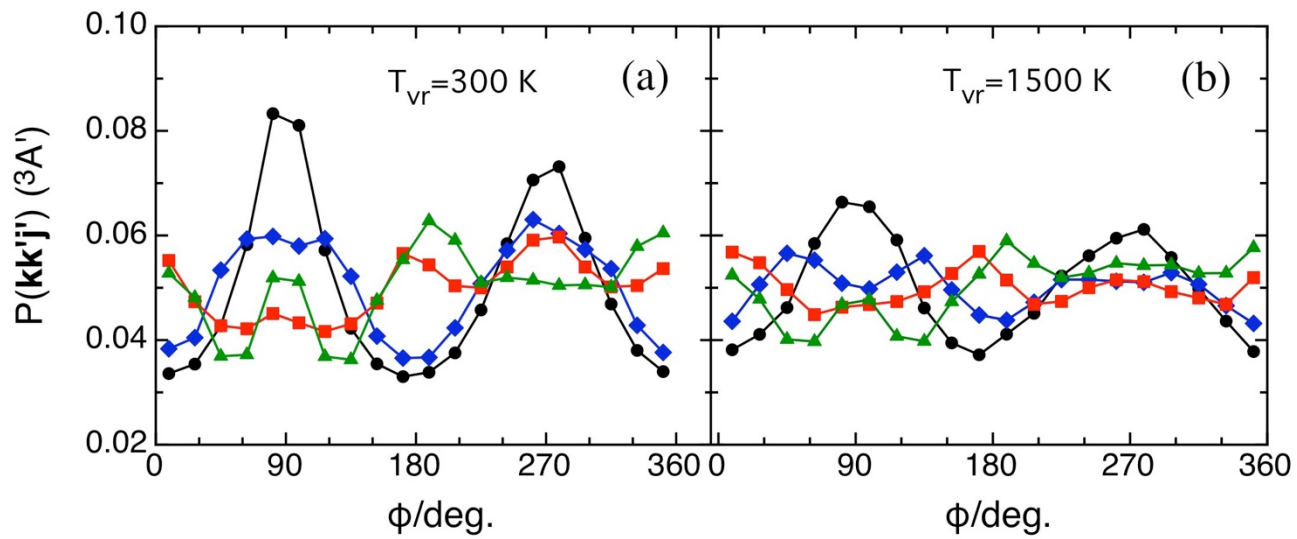 0.10
T_vr=300 K (a)
T_vr=1500 K (b)
0.08
0.06
0.04
0.02
P(kk'j') (³A')
0 90 180 270 360 0 90 180 270 360
ϕ/deg. ϕ/deg.